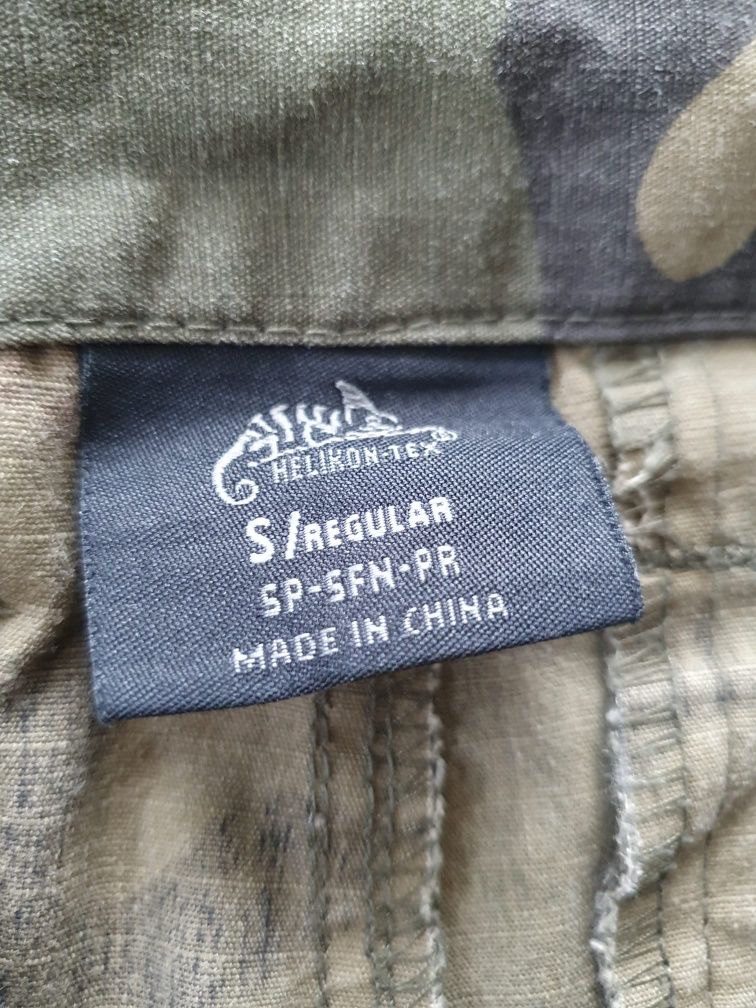 HELIKON-TEX®
S/REGULAR
SP-SFN-PR
MADE IN CHINA